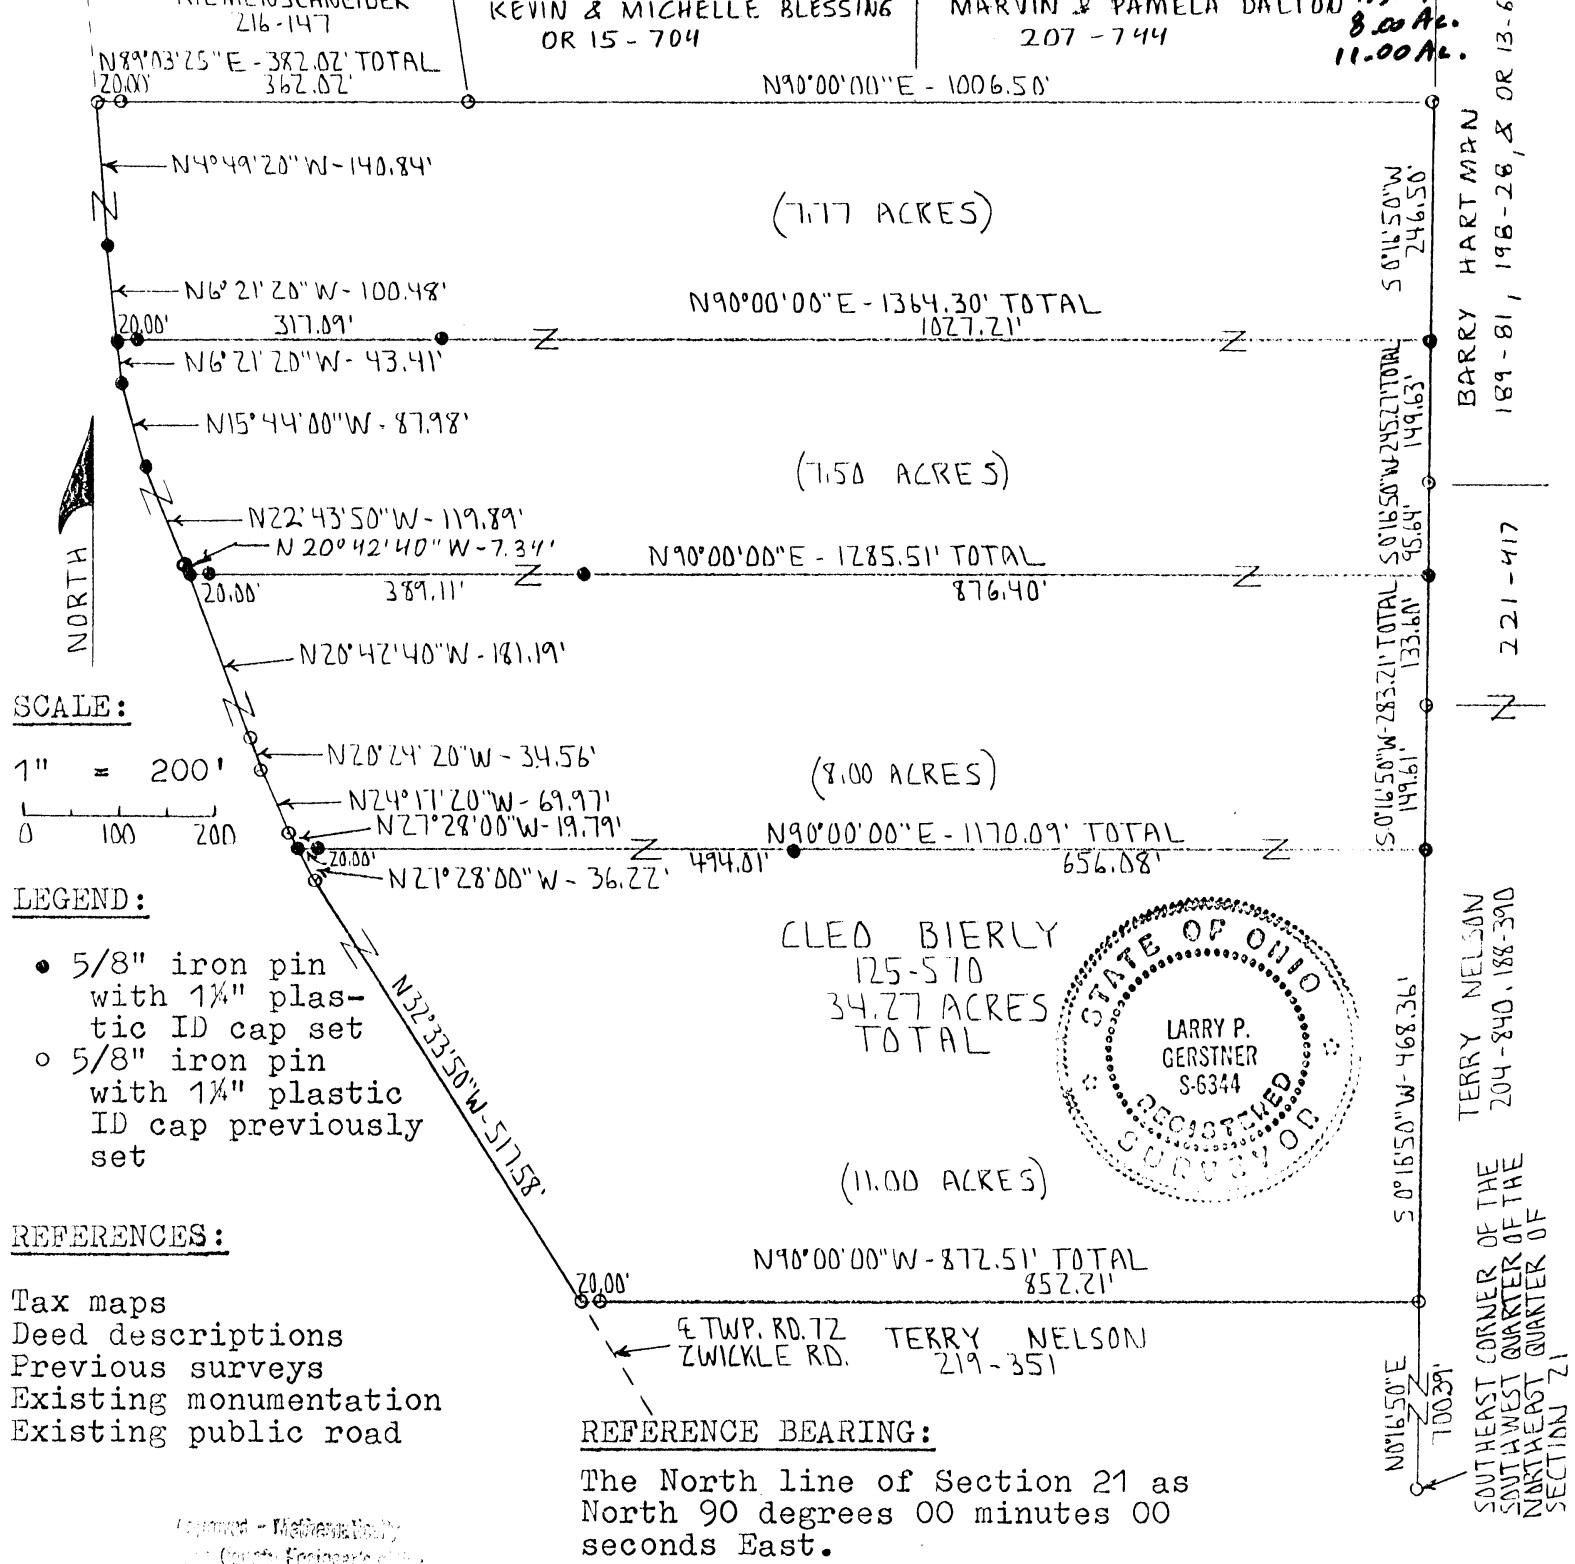 216-147
KEVIN & MICHELLE BLESSING
OR 15-704
MARVIN & PAMELA DALTON
207-744
8.00 Ac.
11.00 Ac.
N89°03'25"E - 382.02' TOTAL
20.00'
362.02'
N90°00'00"E - 1006.50'
N4°49'20"W - 140.84'
(7.77 ACRES)
S 0°16'50"W
246.50'
BARRY HARTMAN
189-81, 198-28, & OR 13-6
N6°21'20"W - 100.48'
N90°00'00"E - 1364.30' TOTAL
20.00'
317.09'
1027.21'
N6°21'20"W - 43.41'
N15°44'00"W - 87.98'
(7.50 ACRES)
S 0°16'50"W - 245.27' TOTAL
149.63'
95.64'
N22°43'50"W - 119.89'
N 20°42'40"W - 7.34'
N90°00'00"E - 1285.51' TOTAL
20.00'
389.11'
876.40'
NORTH
221-417
N20°42'40"W - 181.19'
S 0°16'50"W - 283.21' TOTAL
133.60'
149.61'
SCALE:
1" = 200'
0 100 200
N20°24'20"W - 34.56'
(8.00 ACRES)
N24°17'20"W - 69.97'
N27°28'00"W - 19.79'
N90°00'00"E - 1170.09' TOTAL
20.00'
494.01'
656.08'
N27°28'00"W - 36.22'
LEGEND:
5/8" iron pin
with 1¼" plas-
tic ID cap set
5/8" iron pin
with 1¼" plastic
ID cap previously
set
CLEO BIERLY
125-570
34.27 ACRES
TOTAL
STATE OF OHIO
LARRY P.
GERSTNER
S-6344
REGISTERED
SURVEYOR
N32°33'50"W - 517.58'
S 0°16'50"W - 468.36'
TERRY NELSON
204-840, 188-390
(11.00 ACRES)
REFERENCES:
Tax maps
Deed descriptions
Previous surveys
Existing monumentation
Existing public road
N90°00'00"W - 872.51' TOTAL
20.00'
852.21'
℄ TWP. RD. 72
ZWICKLE RD.
TERRY NELSON
219-351
N0°16'50"E
700.39'
SOUTHEAST CORNER OF THE
SOUTHWEST QUARTER OF THE
NORTHEAST QUARTER OF
SECTION 21
REFERENCE BEARING:
The North line of Section 21 as
North 90 degrees 00 minutes 00
seconds East.
Approved - Mathematically